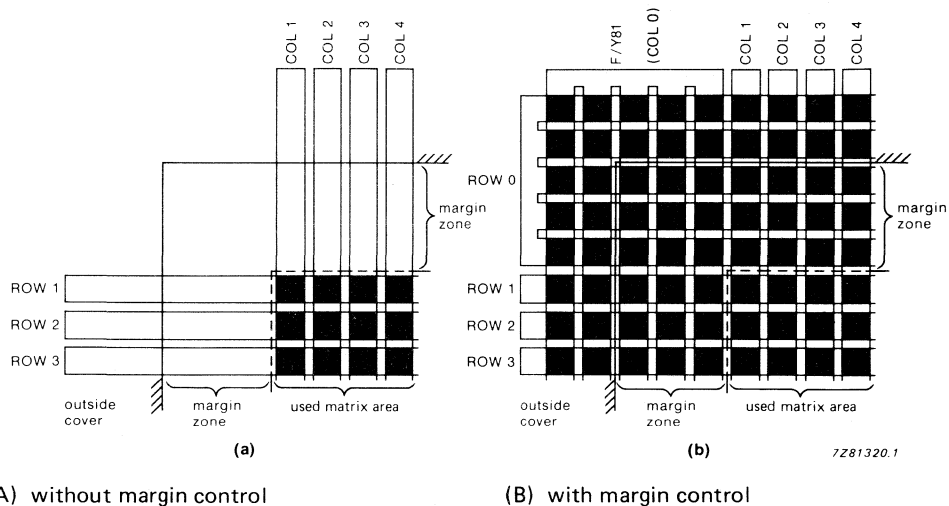 COL 1
COL 2
COL 3
COL 4
margin
zone
ROW 1
ROW 2
ROW 3
outside
cover
margin
zone
used matrix area
(a)
F/Y81
(COL 0)
COL 1
COL 2
COL 3
COL 4
ROW 0
margin
zone
ROW 1
ROW 2
ROW 3
outside
cover
margin
zone
used matrix area
(b)
7Z81320.1
A) without margin control
(B) with margin control